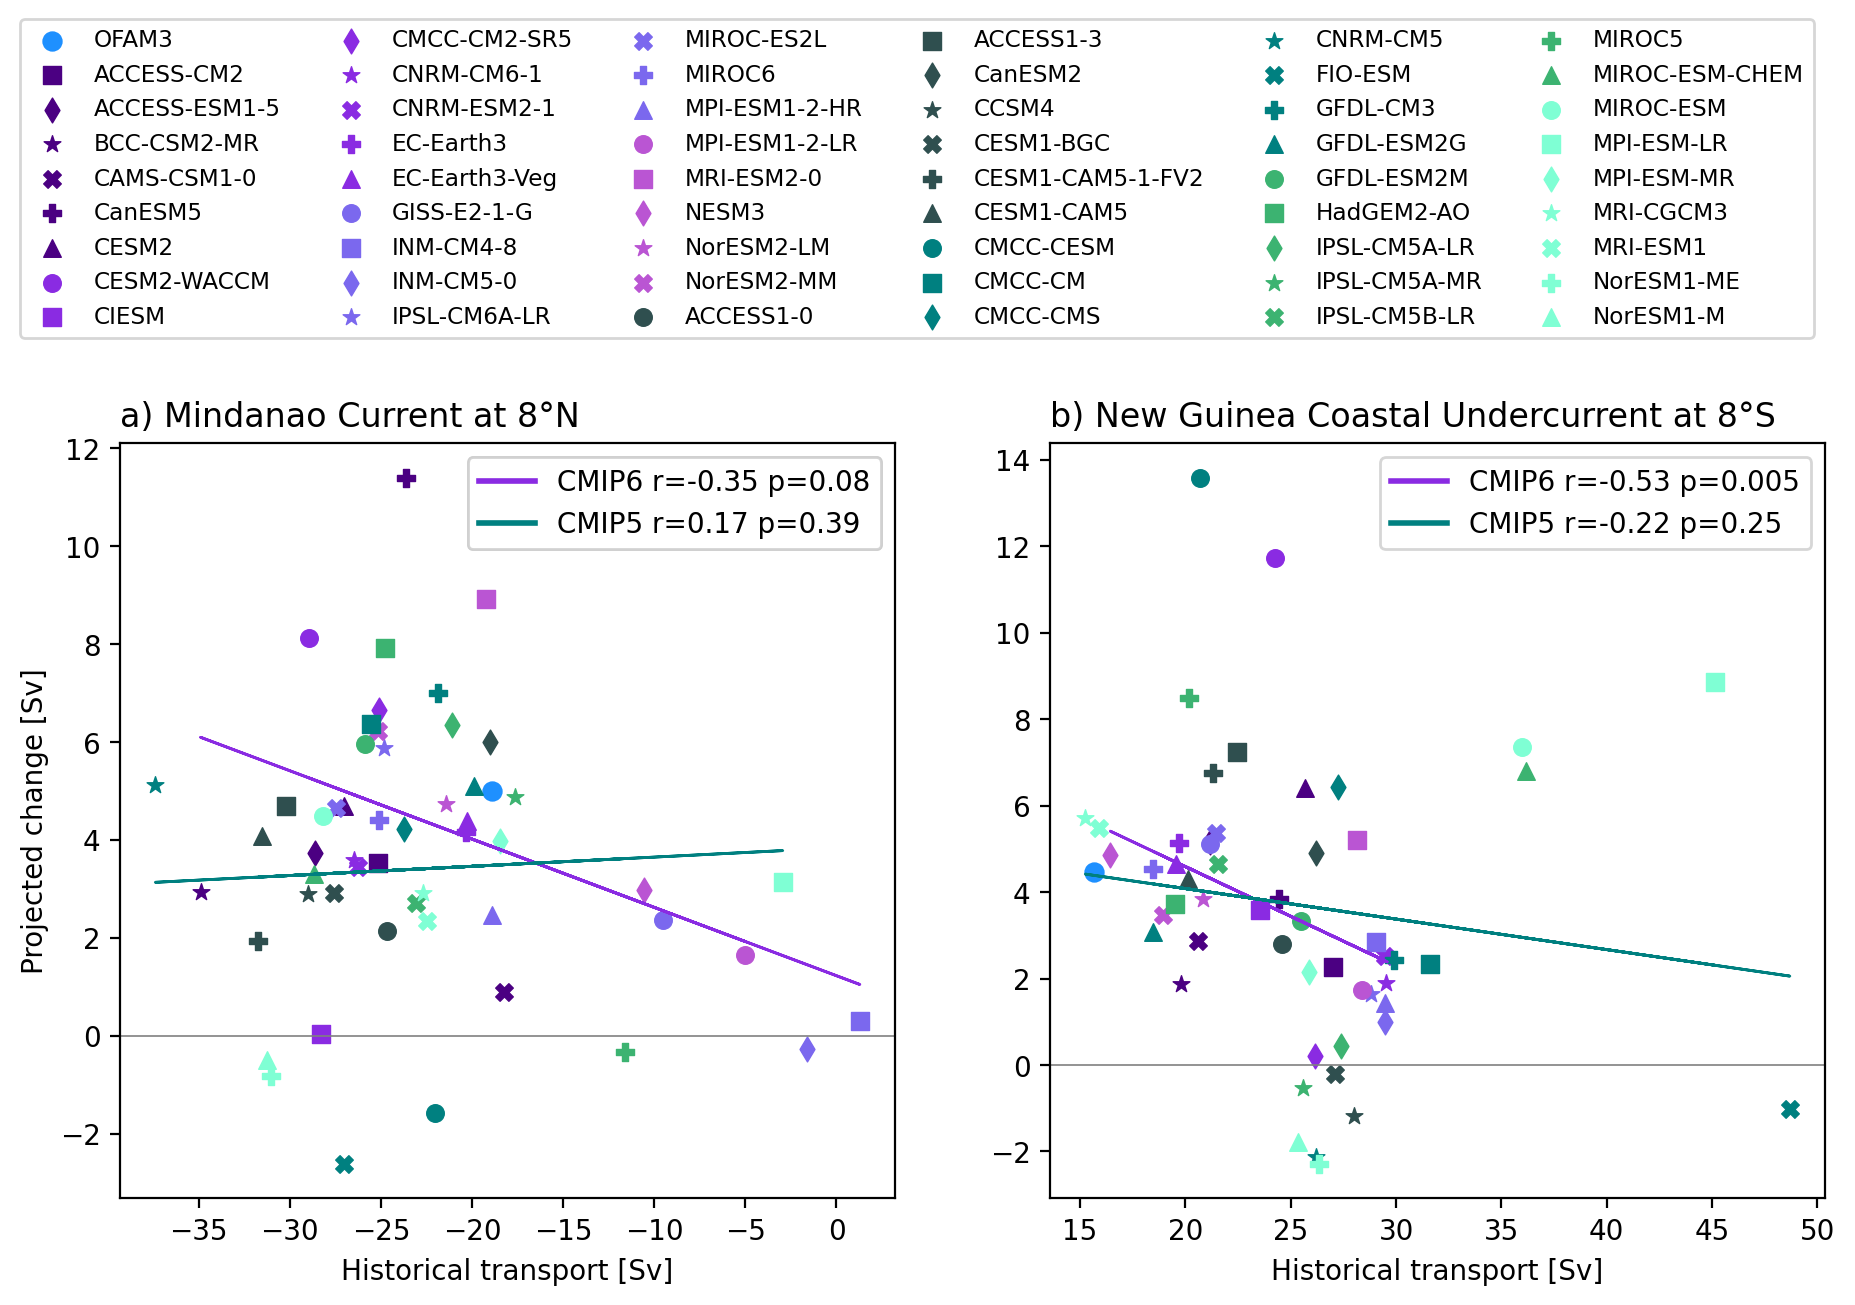 OFAM3
ACCESS-CM2
ACCESS-ESM1-5
BCC-CSM2-MR
CAMS-CSM1-0
CanESM5
CESM2
CESM2-WACCM
CIESM
CMCC-CM2-SR5
CNRM-CM6-1
CNRM-ESM2-1
EC-Earth3
EC-Earth3-Veg
GISS-E2-1-G
INM-CM4-8
INM-CM5-0
IPSL-CM6A-LR
MIROC-ES2L
MIROC6
MPI-ESM1-2-HR
MPI-ESM1-2-LR
MRI-ESM2-0
NESM3
NorESM2-LM
NorESM2-MM
ACCESS1-0
ACCESS1-3
CanESM2
CCSM4
CESM1-BGC
CESM1-CAM5-1-FV2
CESM1-CAM5
CMCC-CESM
CMCC-CM
CMCC-CMS
CNRM-CM5
FIO-ESM
GFDL-CM3
GFDL-ESM2G
GFDL-ESM2M
HadGEM2-AO
IPSL-CM5A-LR
IPSL-CM5A-MR
IPSL-CM5B-LR
MIROC5
MIROC-ESM-CHEM
MIROC-ESM
MPI-ESM-LR
MPI-ESM-MR
MRI-CGCM3
MRI-ESM1
NorESM1-ME
NorESM1-M
a) Mindanao Current at 8°N
CMIP6 r=-0.35 p=0.08
CMIP5 r=0.17 p=0.39
12
10
8
6
4
2
0
−2
Projected change [Sv]
−35 −30 −25 −20 −15 −10 −5 0
Historical transport [Sv]
b) New Guinea Coastal Undercurrent at 8°S
CMIP6 r=-0.53 p=0.005
CMIP5 r=-0.22 p=0.25
14
12
10
8
6
4
2
0
−2
15 20 25 30 35 40 45 50
Historical transport [Sv]